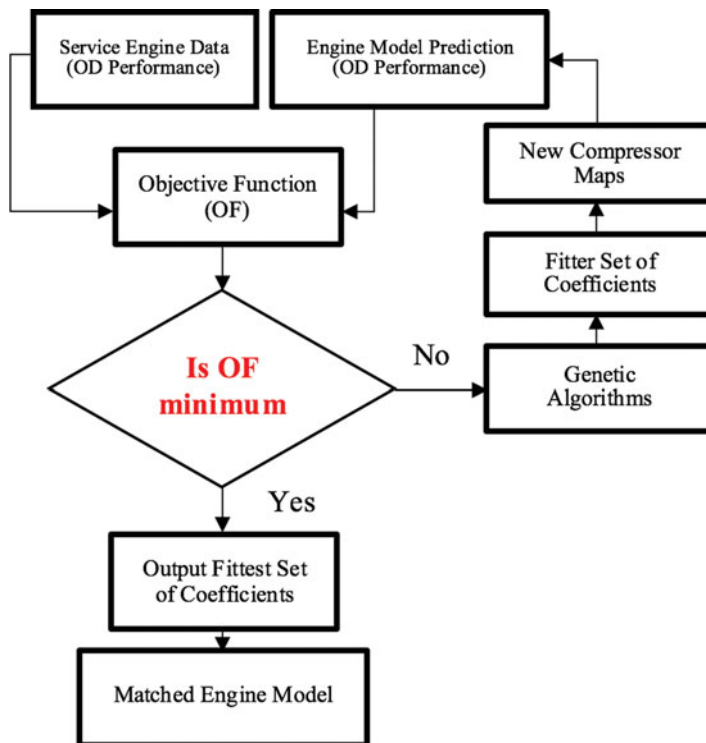 Service Engine Data
(OD Performance)
Engine Model Prediction
(OD Performance)
New Compressor
Maps
Objective Function
(OF)
Fitter Set of
Coefficients
Is OF
minimum
No
Genetic
Algorithms
Yes
Output Fittest Set
of Coefficients
Matched Engine Model